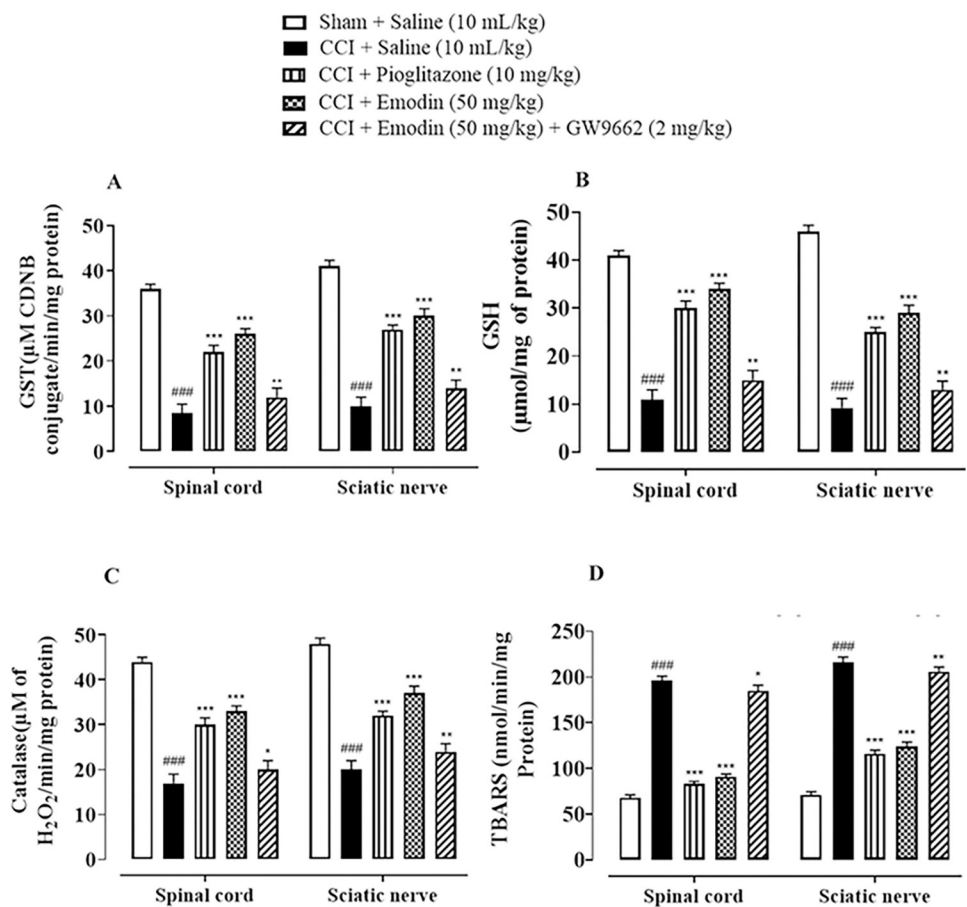 Sham + Saline (10 mL/kg)
CCI + Saline (10 mL/kg)
CCI + Pioglitazone (10 mg/kg)
CCI + Emodin (50 mg/kg)
CCI + Emodin (50 mg/kg) + GW9662 (2 mg/kg)
A
GST(µM CDNB
conjugate/min/mg protein)
50
40
30
20
10
0
###
***
***
**
###
***
***
**
Spinal cord
Sciatic nerve
B
GSH
(µmol/mg of protein)
50
40
30
20
10
0
###
***
***
**
###
***
***
**
Spinal cord
Sciatic nerve
C
Catalase(µM of
H₂O₂/min/mg protein)
50
40
30
20
10
0
###
***
***
*
###
***
***
**
Spinal cord
Sciatic nerve
D
TBARS (nmol/min/mg
Protein)
250
200
150
100
50
0
###
***
***
*
###
***
***
**
Spinal cord
Sciatic nerve